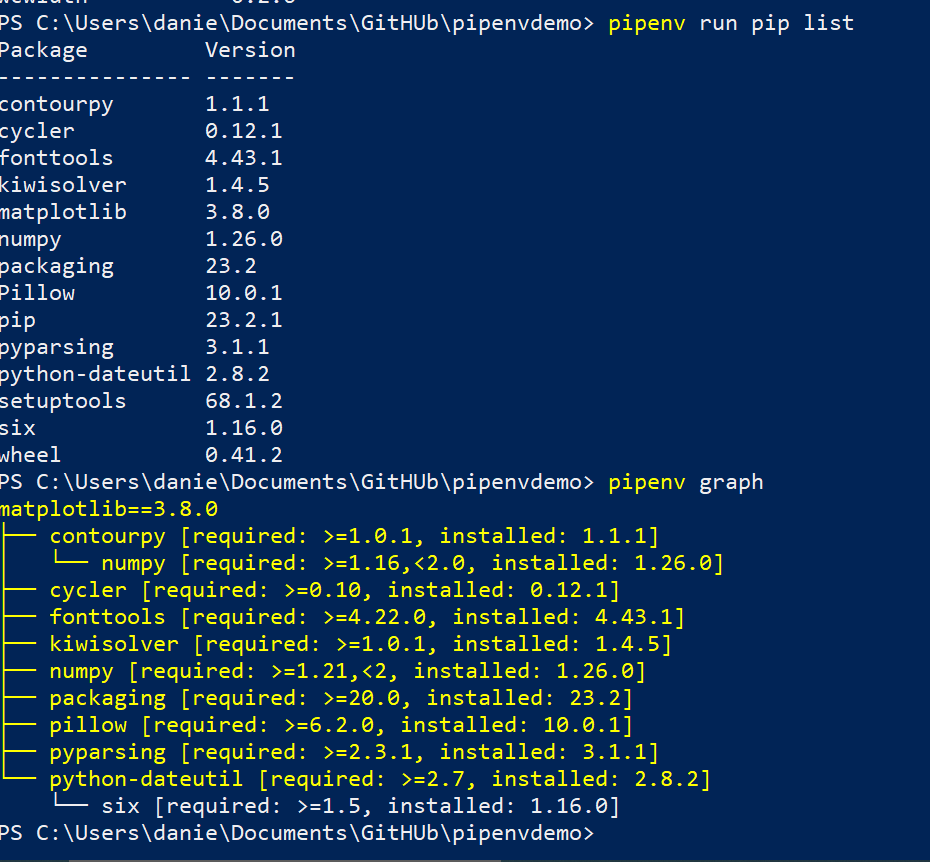 PS C:\Users\danie\Documents\GitHUb\pipenvdemo> pipenv run pip list
Package         Version
--------------- -------
contourpy       1.1.1
cycler          0.12.1
fonttools       4.43.1
kiwisolver      1.4.5
matplotlib      3.8.0
numpy           1.26.0
packaging       23.2
Pillow          10.0.1
pip             23.2.1
pyparsing       3.1.1
python-dateutil 2.8.2
setuptools      68.1.2
six             1.16.0
wheel           0.41.2
PS C:\Users\danie\Documents\GitHUb\pipenvdemo> pipenv graph
matplotlib==3.8.0
├── contourpy [required: >=1.0.1, installed: 1.1.1]
│   └── numpy [required: >=1.16,<2.0, installed: 1.26.0]
├── cycler [required: >=0.10, installed: 0.12.1]
├── fonttools [required: >=4.22.0, installed: 4.43.1]
├── kiwisolver [required: >=1.0.1, installed: 1.4.5]
├── numpy [required: >=1.21,<2, installed: 1.26.0]
├── packaging [required: >=20.0, installed: 23.2]
├── pillow [required: >=6.2.0, installed: 10.0.1]
├── pyparsing [required: >=2.3.1, installed: 3.1.1]
└── python-dateutil [required: >=2.7, installed: 2.8.2]
    └── six [required: >=1.5, installed: 1.16.0]
PS C:\Users\danie\Documents\GitHUb\pipenvdemo>